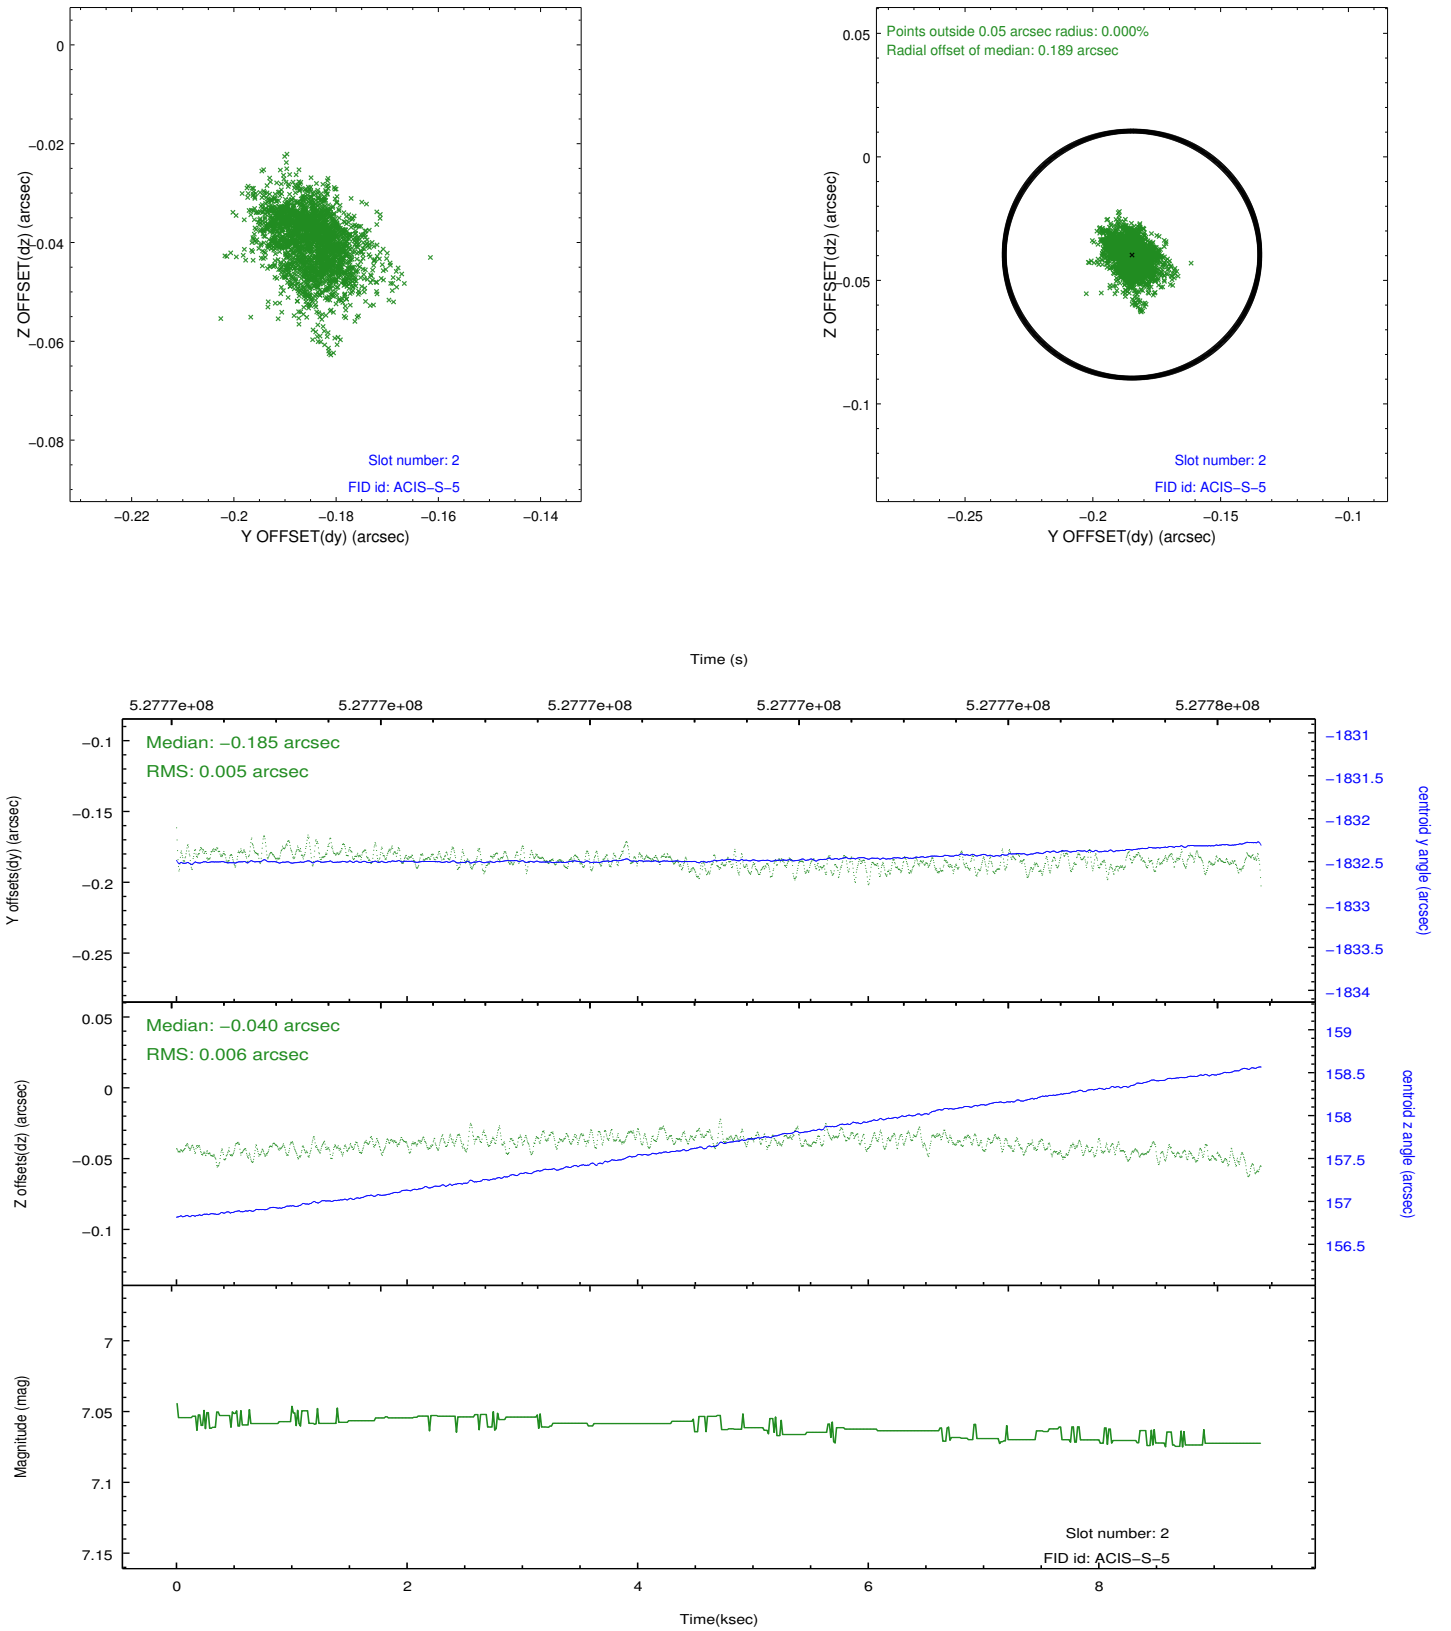 0
−0.02
−0.04
−0.06
−0.08
Z OFFSET(dz) (arcsec)
Slot number: 2
FID id: ACIS−S−5
−0.22
−0.2
−0.18
−0.16
−0.14
Y OFFSET(dy) (arcsec)
Points outside 0.05 arcsec radius: 0.000%
Radial offset of median: 0.189 arcsec
0.05
0
−0.05
−0.1
Z OFFSET(dz) (arcsec)
Slot number: 2
FID id: ACIS−S−5
−0.25
−0.2
−0.15
−0.1
Y OFFSET(dy) (arcsec)
Time (s)
5.2777e+08
5.2777e+08
5.2777e+08
5.2777e+08
5.2777e+08
5.2778e+08
Median: −0.185 arcsec
RMS: 0.005 arcsec
−0.1
−0.15
−0.2
−0.25
Y offsets(dy) (arcsec)
−1831
−1831.5
−1832
−1832.5
−1833
−1833.5
−1834
centroid y angle (arcsec)
Median: −0.040 arcsec
RMS: 0.006 arcsec
0.05
0
−0.05
−0.1
Z offsets(dz) (arcsec)
159
158.5
158
157.5
157
156.5
centroid z angle (arcsec)
7
7.05
7.1
7.15
Magnitude (mag)
Slot number: 2
FID id: ACIS−S−5
0
2
4
6
8
Time(ksec)